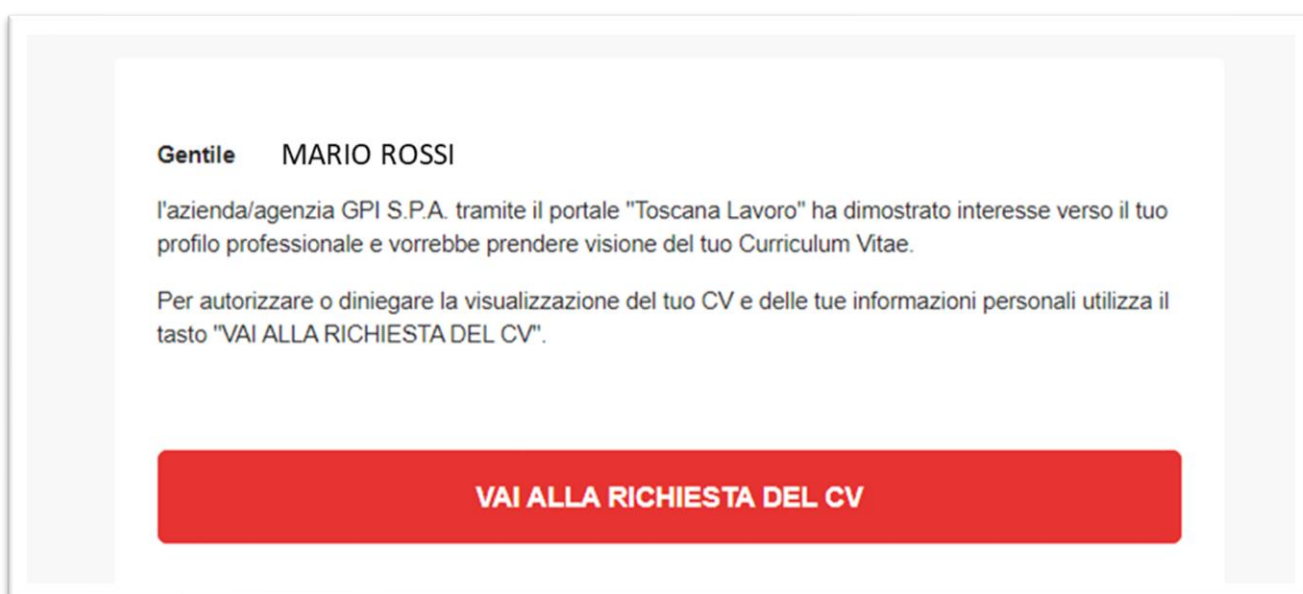 Gentile MARIO ROSSI
l'azienda/agenzia GPI S.P.A. tramite il portale "Toscana Lavoro" ha dimostrato interesse verso il tuo
profilo professionale e vorrebbe prendere visione del tuo Curriculum Vitae.
Per autorizzare o diniegare la visualizzazione del tuo CV e delle tue informazioni personali utilizza il
tasto "VAI ALLA RICHIESTA DEL CV".
VAI ALLA RICHIESTA DEL CV